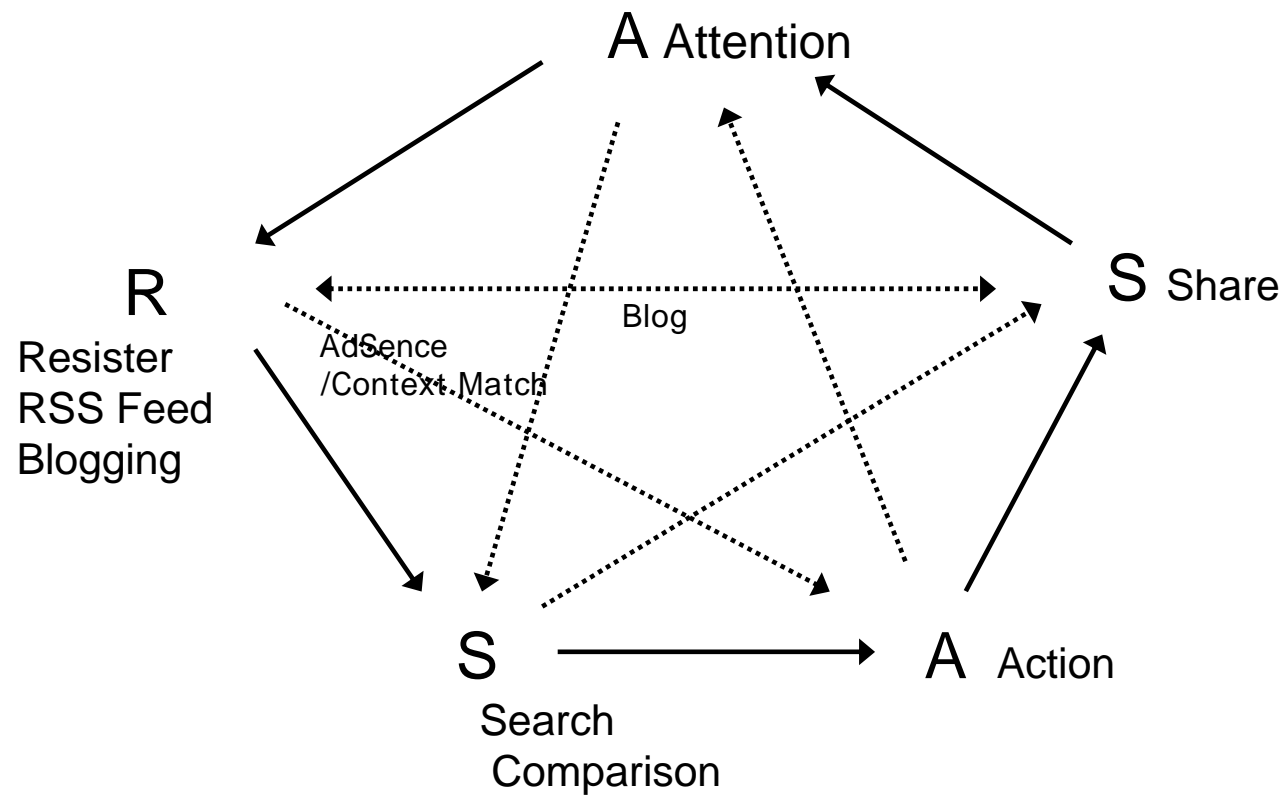 A Attention
R
S Share
Blog
Resister
RSS Feed
Blogging
AdSence
/Context Match
S
Search
Comparison
A Action